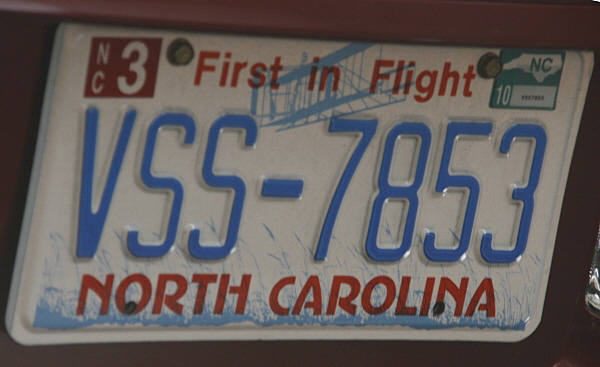 NC 3 First in Flight NC 10
VSS-7853
NORTH CAROLINA